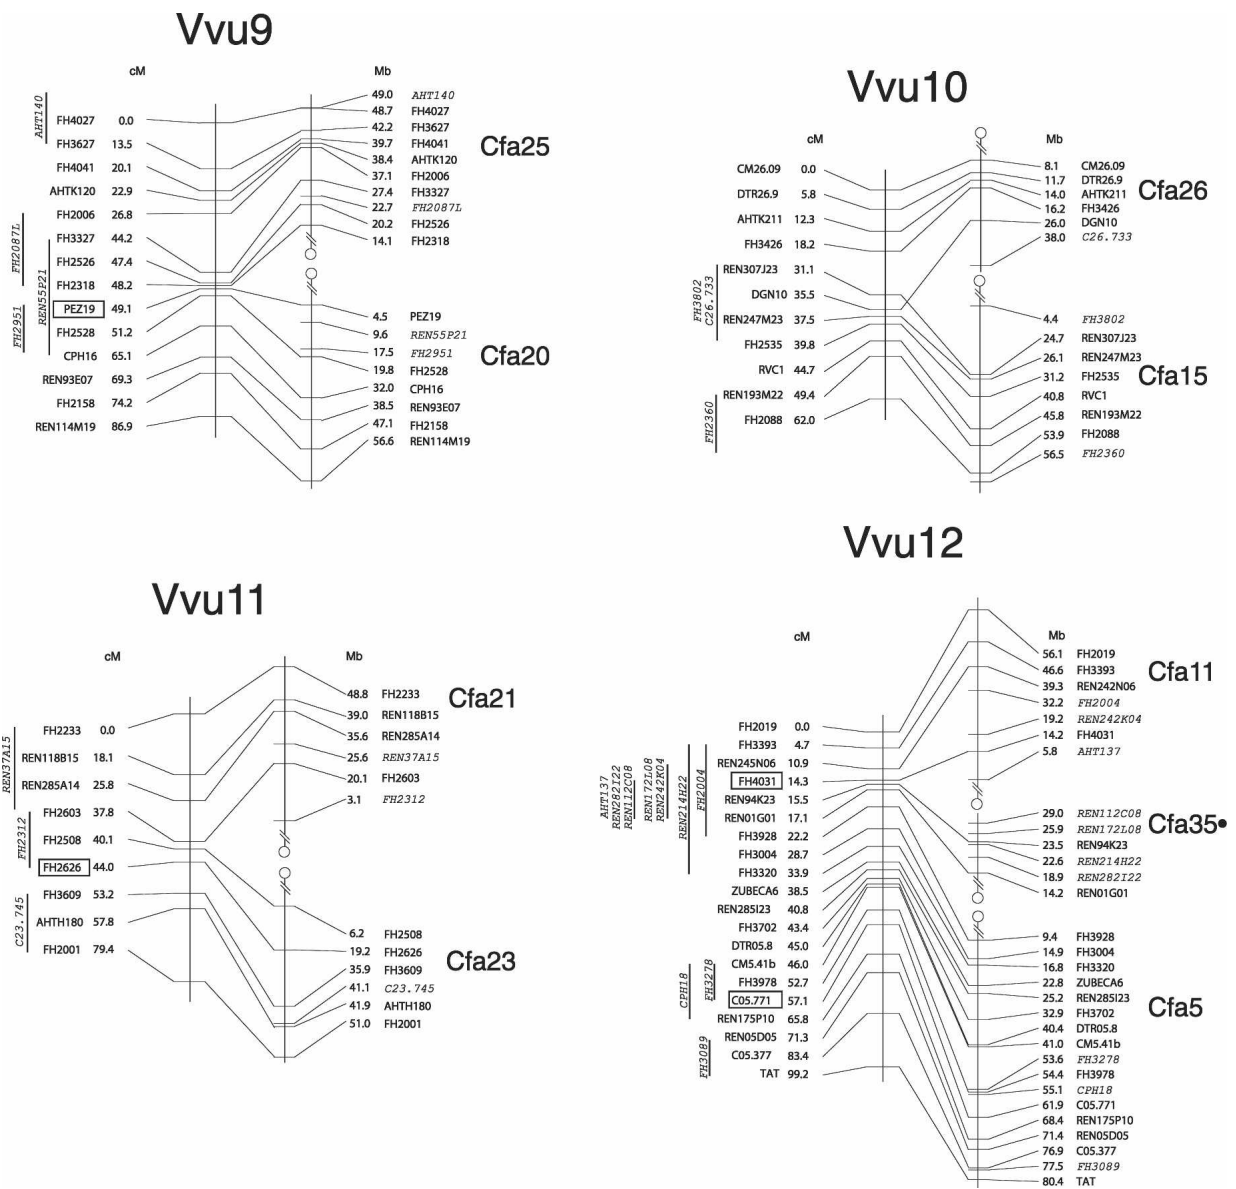 Vvu9
cM
Mb
AHT140
FH4027 0.0
FH3627 13.5
FH4041 20.1
AHTK120 22.9
FH2006 26.8
FH3327 44.2
FH2526 47.4
FH2318 48.2
PEZ19 49.1
FH2528 51.2
CPH16 65.1
REN93E07 69.3
FH2158 74.2
REN114M19 86.9
FH2087L
REN55P21
FH2951
49.0 AHT140
48.7 FH4027
42.2 FH3627
39.7 FH4041
38.4 AHTK120
37.1 FH2006
27.4 FH3327
22.7 FH2087L
20.2 FH2526
14.1 FH2318
Cfa25
4.5 PEZ19
9.6 REN55P21
17.5 FH2951
19.8 FH2528
32.0 CPH16
38.5 REN93E07
47.1 FH2158
56.6 REN114M19
Cfa20
Vvu10
cM
Mb
CM26.09 0.0
DTR26.9 5.8
AHTK211 12.3
FH3426 18.2
REN307J23 31.1
DGN10 35.5
REN247M23 37.5
FH2535 39.8
RVC1 44.7
REN193M22 49.4
FH2088 62.0
FH3802
C26.733
FH2360
8.1 CM26.09
11.7 DTR26.9
14.0 AHTK211
16.2 FH3426
26.0 DGN10
38.0 C26.733
Cfa26
4.4 FH3802
24.7 REN307J23
26.1 REN247M23
31.2 FH2535
40.8 RVC1
45.8 REN193M22
53.9 FH2088
56.5 FH2360
Cfa15
Vvu11
cM
Mb
FH2233 0.0
REN118B15 18.1
REN285A14 25.8
FH2603 37.8
FH2508 40.1
FH2626 44.0
FH3609 53.2
AHTH180 57.8
FH2001 79.4
REN37A15
FH2312
C23.745
48.8 FH2233
39.0 REN118B15
35.6 REN285A14
25.6 REN37A15
20.1 FH2603
3.1 FH2312
Cfa21
6.2 FH2508
19.2 FH2626
35.9 FH3609
41.1 C23.745
41.9 AHTH180
51.0 FH2001
Cfa23
Vvu12
cM
Mb
FH2019 0.0
FH3393 4.7
REN245N06 10.9
FH4031 14.3
REN94K23 15.5
REN01G01 17.1
FH3928 22.2
FH3004 28.7
FH3320 33.9
ZUBECA6 38.5
REN285I23 40.8
FH3702 43.4
DTR05.8 45.0
CM5.41b 46.0
FH3978 52.7
C05.771 57.1
REN175P10 65.8
REN05D05 71.3
C05.377 83.4
TAT 99.2
AHT137
REN282I22
REN112C08
REN172L08
REN242K04
REN214H22
FH2004
CPH18
FH3278
FH3089
56.1 FH2019
46.6 FH3393
39.3 REN242N06
32.2 FH2004
19.2 REN242K04
14.2 FH4031
5.8 AHT137
Cfa11
29.0 REN112C08
25.9 REN172L08
23.5 REN94K23
22.6 REN214H22
18.9 REN282I22
14.2 REN01G01
Cfa35•
9.4 FH3928
14.9 FH3004
16.8 FH3320
22.8 ZUBECA6
25.2 REN285I23
32.9 FH3702
40.4 DTR05.8
41.0 CM5.41b
53.6 FH3278
54.4 FH3978
55.1 CPH18
61.9 C05.771
68.4 REN175P10
71.4 REN05D05
76.9 C05.377
77.5 FH3089
80.4 TAT
Cfa5